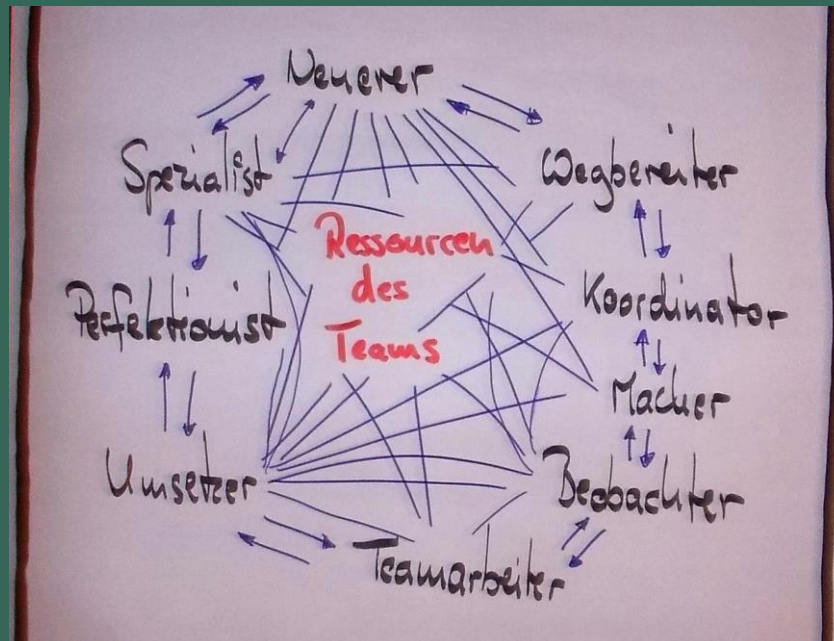 Neuerer
Spezialist
Wegbereiter
Ressourcen
des
Teams
Perfektionist
Koordinator
Macher
Umsetzer
Beobachter
Teamarbeiter